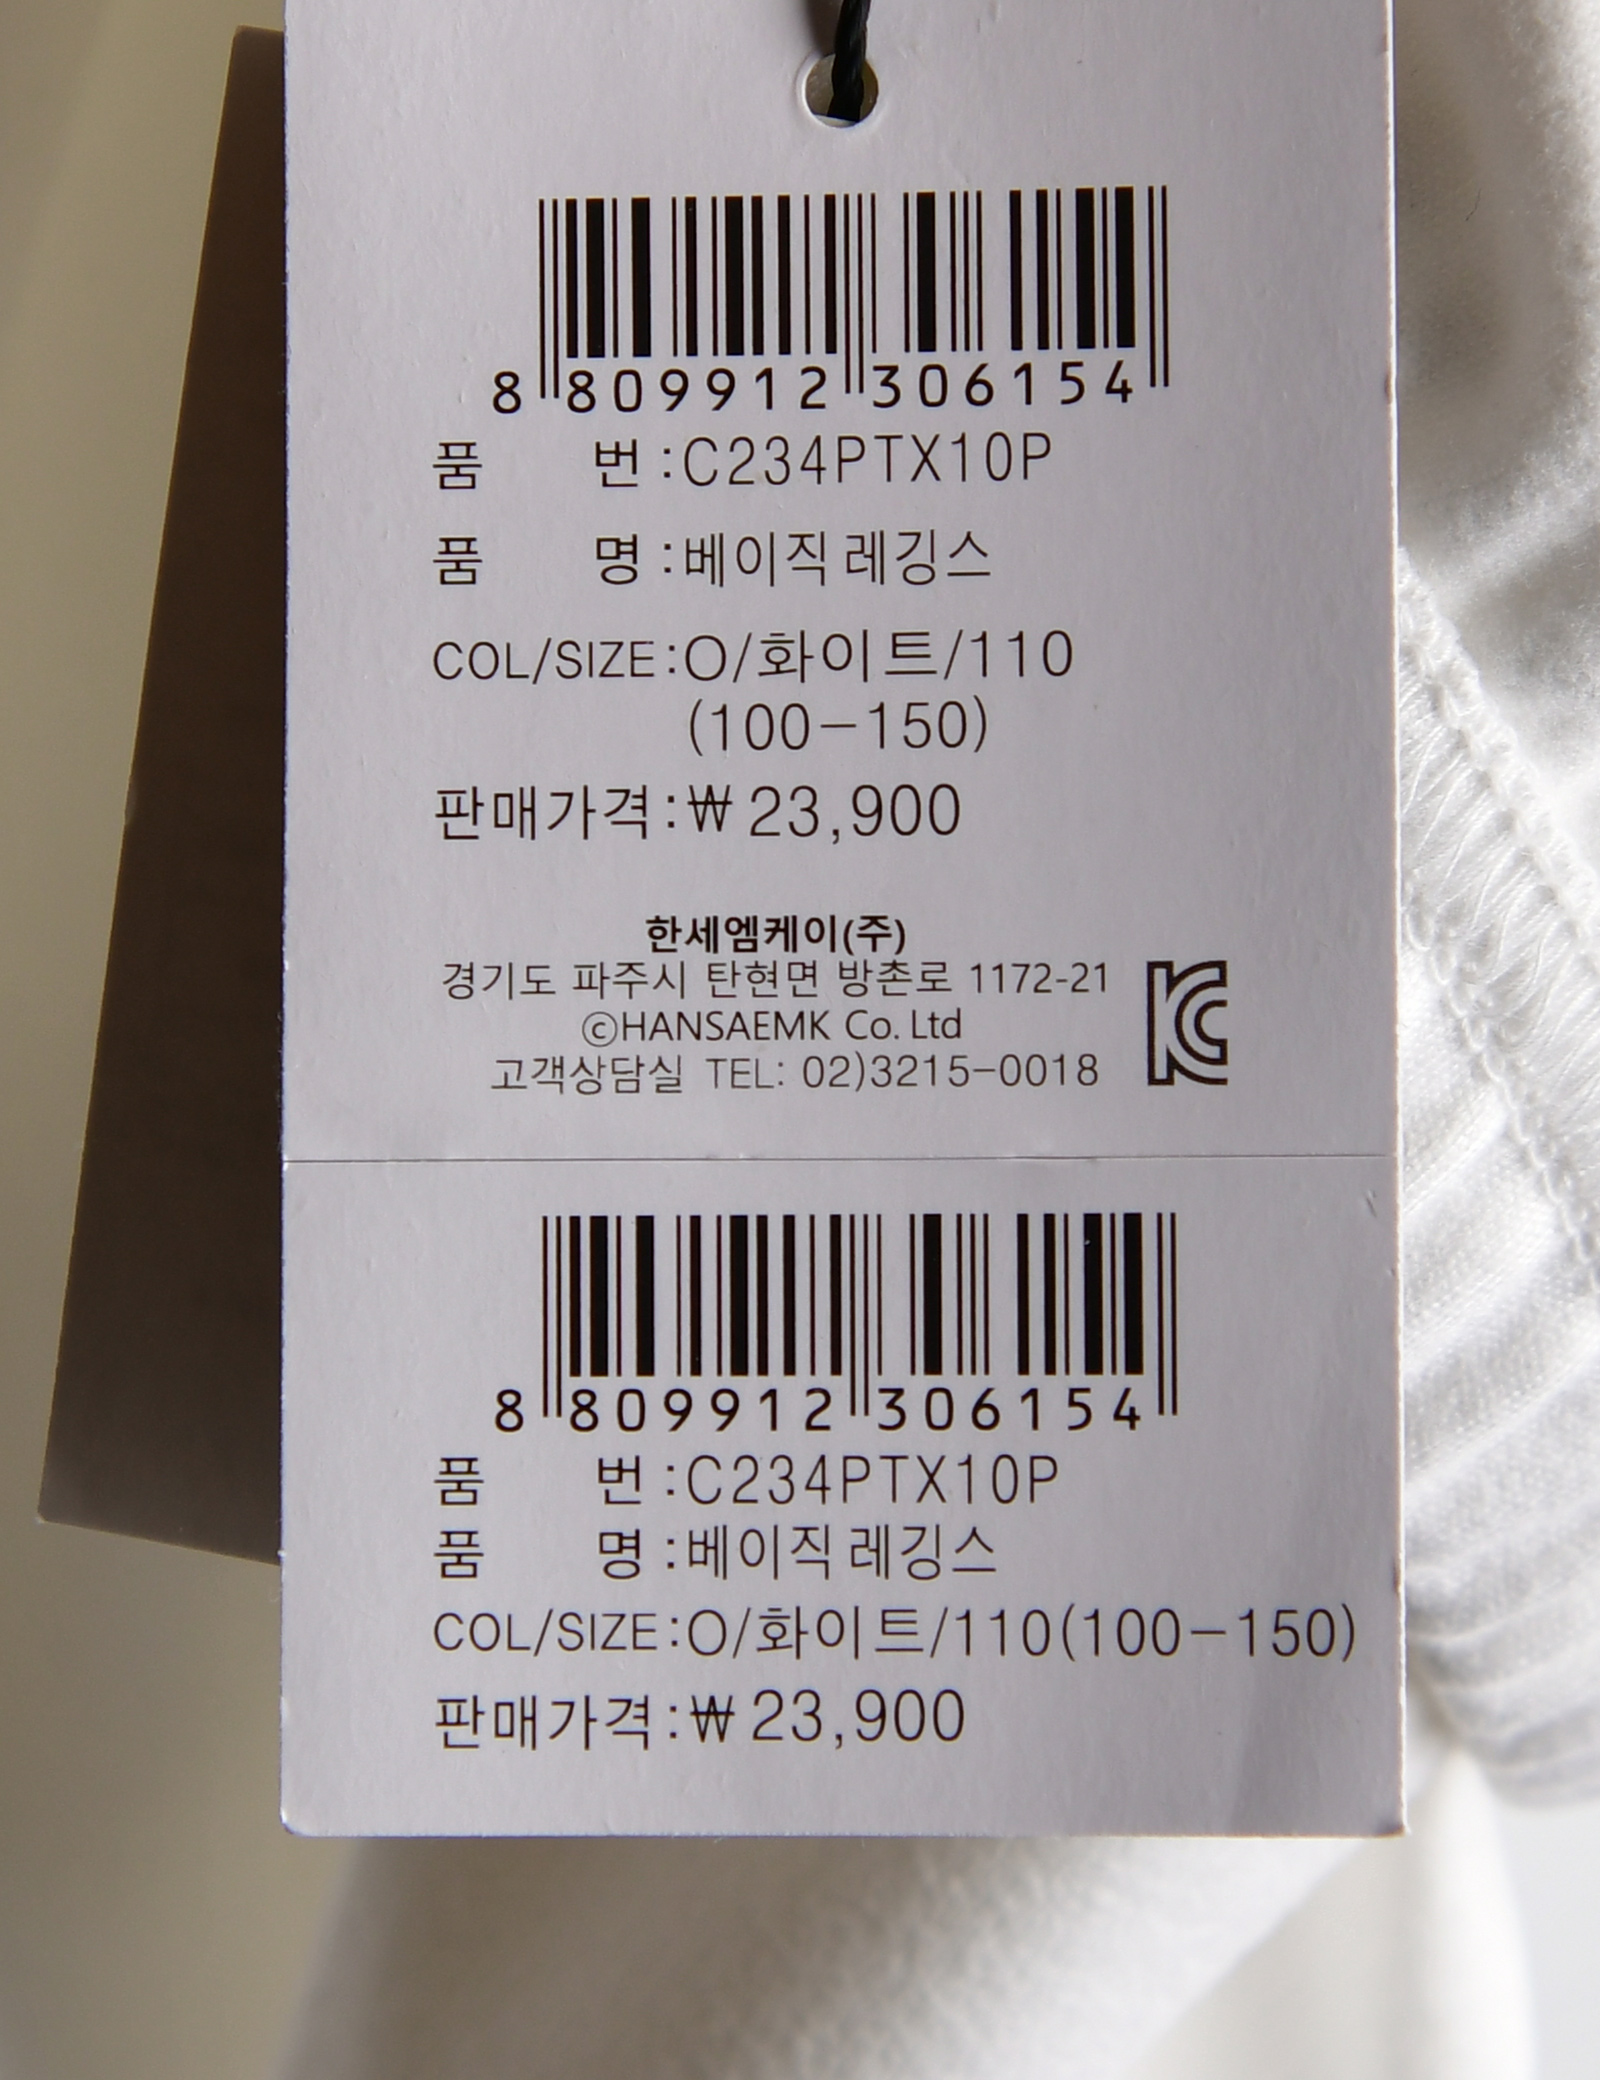 8 809912 306154
품 번 : C234PTX10P
품 명 : 베이직 레깅스
COL/SIZE : O/화이트/110
(100-150)
판매가격 : ₩ 23,900
한세엠케이(주)
경기도 파주시 탄현면 방촌로 1172-21
ⓒHANSAEMK Co. Ltd
고객상담실 TEL: 02)3215-0018
8 809912 306154
품 번 : C234PTX10P
품 명 : 베이직 레깅스
COL/SIZE : O/화이트/110(100-150)
판매가격 : ₩ 23,900